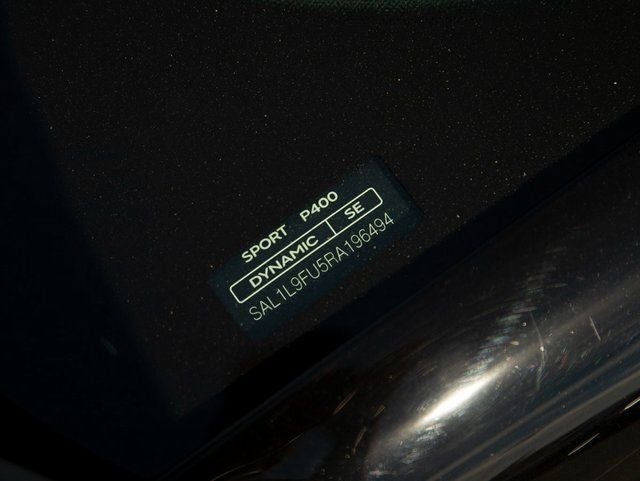 SPORT P400
DYNAMIC SE
SAL1L9FU5RA196494